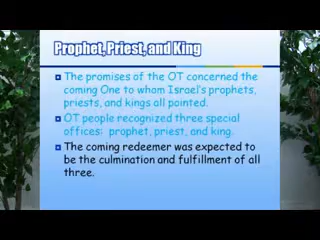 Prophet, Priest, and King
The promises of the OT concerned the
coming One to whom Israel's prophets,
priests, and kings all pointed.
OT people recognized three special
offices: prophet, priest, and king.
The coming redeemer was expected to
be the culmination and fulfillment of all
three.